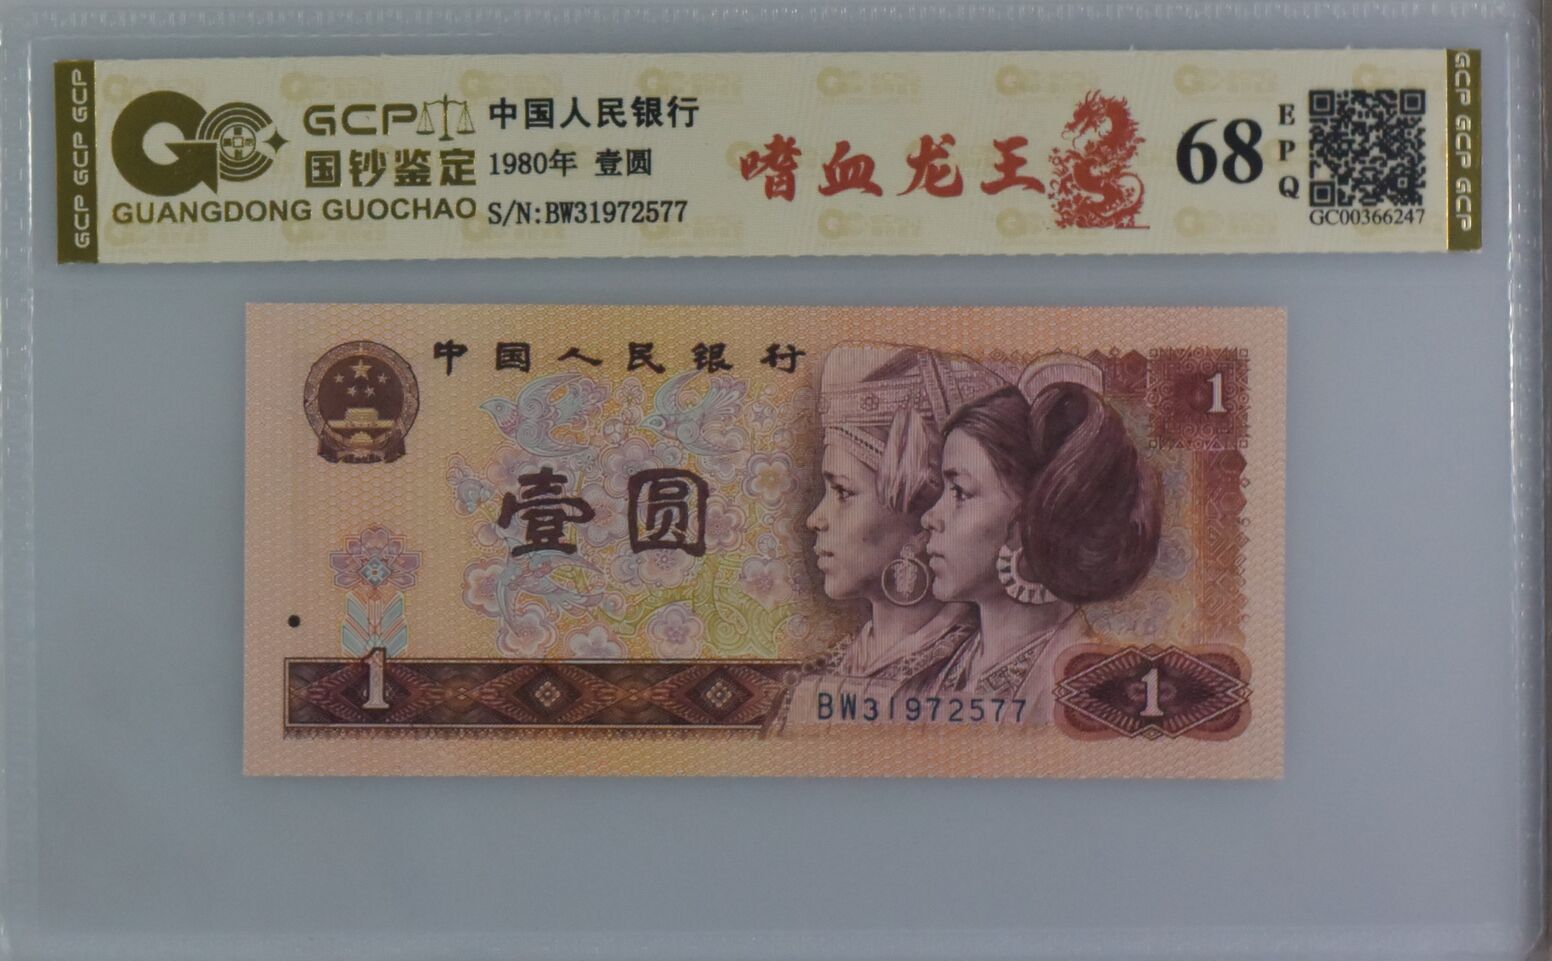 GCP GCP GCP
GCP
国钞鉴定
GUANGDONG GUOCHAO
中国人民银行
1980年 壹圆
S/N:BW31972577
嗜血龙王
68
EPQ
GC00366247
GCP GCP GCP
中国人民银行
1
壹圆
1
BW31972577
1